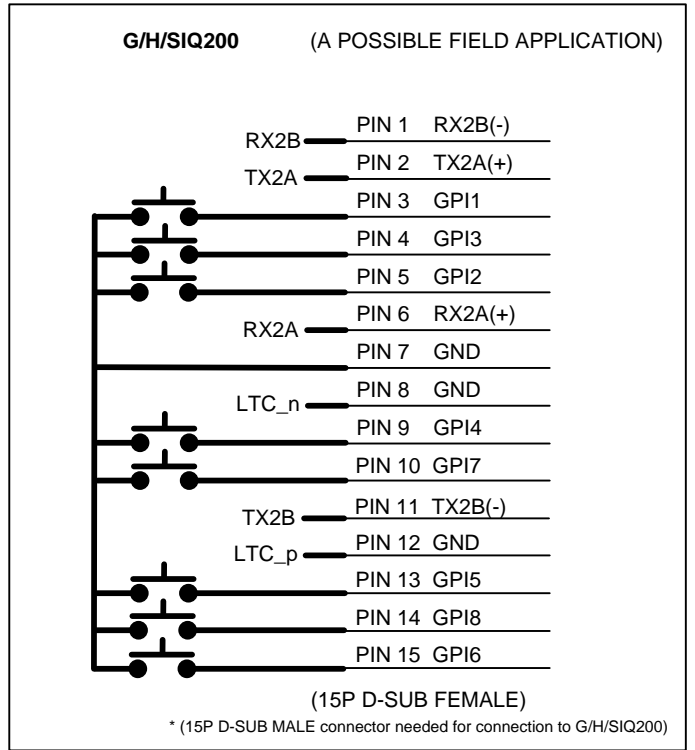 G/H/SIQ200 (A POSSIBLE FIELD APPLICATION)
RX2B PIN 1 RX2B(-)
TX2A PIN 2 TX2A(+)
PIN 3 GPI1
PIN 4 GPI3
PIN 5 GPI2
RX2A PIN 6 RX2A(+)
PIN 7 GND
LTC_n PIN 8 GND
PIN 9 GPI4
PIN 10 GPI7
TX2B PIN 11 TX2B(-)
LTC_p PIN 12 GND
PIN 13 GPI5
PIN 14 GPI8
PIN 15 GPI6
(15P D-SUB FEMALE)
* (15P D-SUB MALE connector needed for connection to G/H/SIQ200)